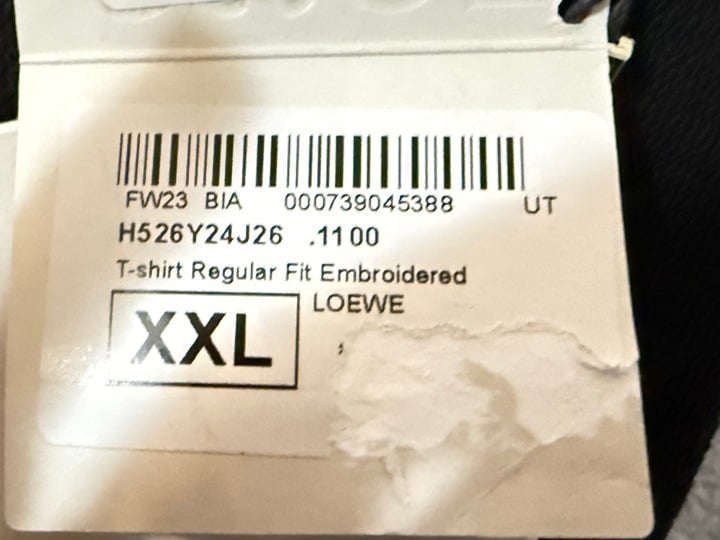 FW23 BIA 000739045388 UT
H526Y24J26 .1100
T-shirt Regular Fit Embroidered
LOEWE
XXL